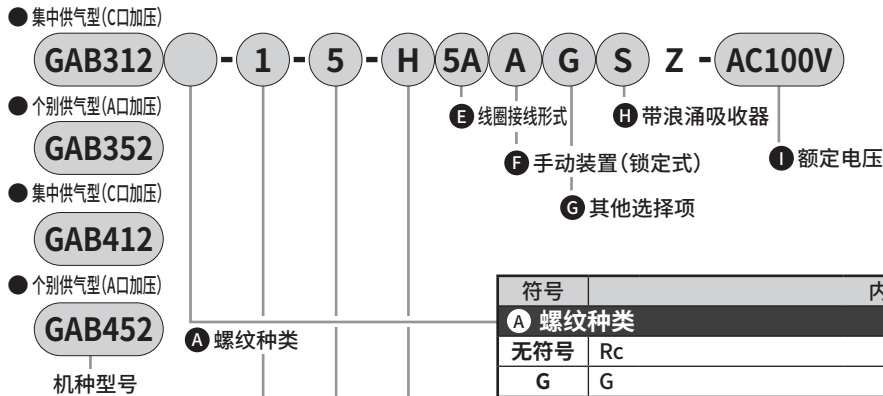 ● 集中供气型(C口加压)
GAB312 - 1 - 5 - H 5A A G S Z - AC100V
● 个别供气型(A口加压)
GAB352
E 线圈接线形式
H 带浪涌吸收器
F 手动装置(锁定式)
I 额定电压
● 集中供气型(C口加压)
GAB412
G 其他选择项
● 个别供气型(A口加压)
GAB452
A 螺纹种类
机种型号
符号
A 螺纹种类
无符号 Rc
G G